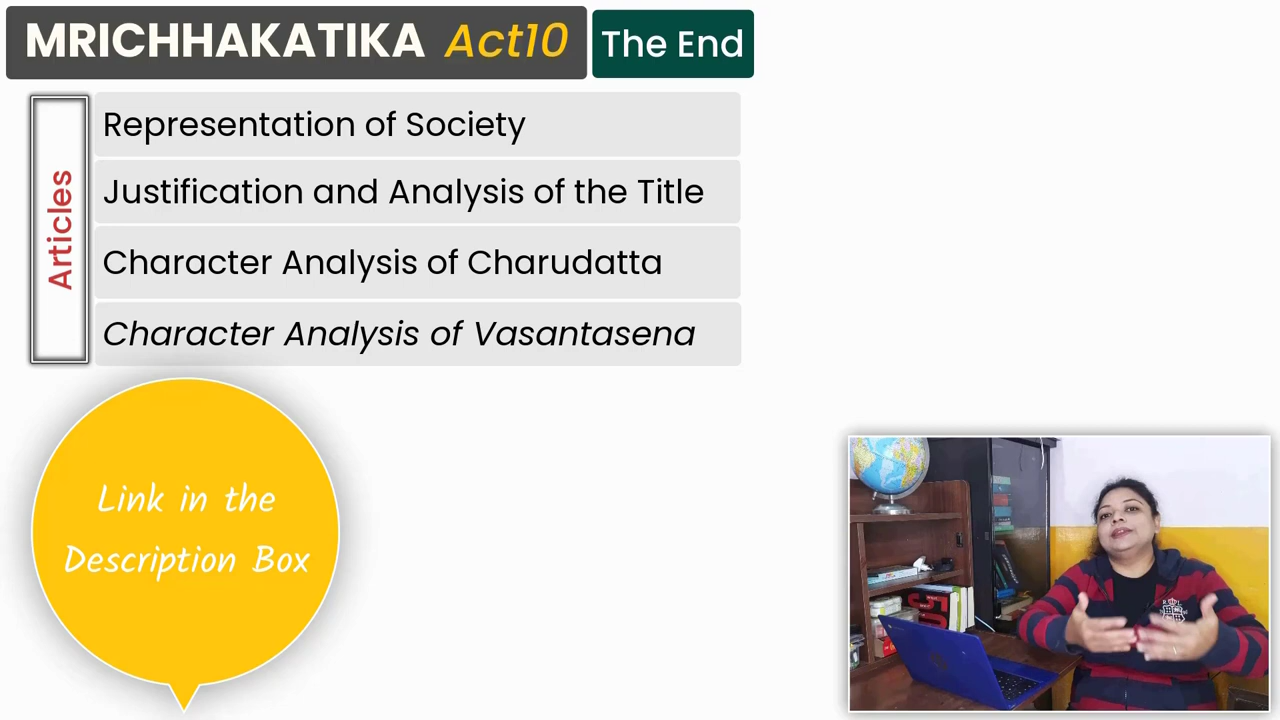 MRICHHAKATIKA Act10 The End
Articles
Representation of Society
Justification and Analysis of the Title
Character Analysis of Charudatta
Character Analysis of Vasantasena
Link in the
Description Box